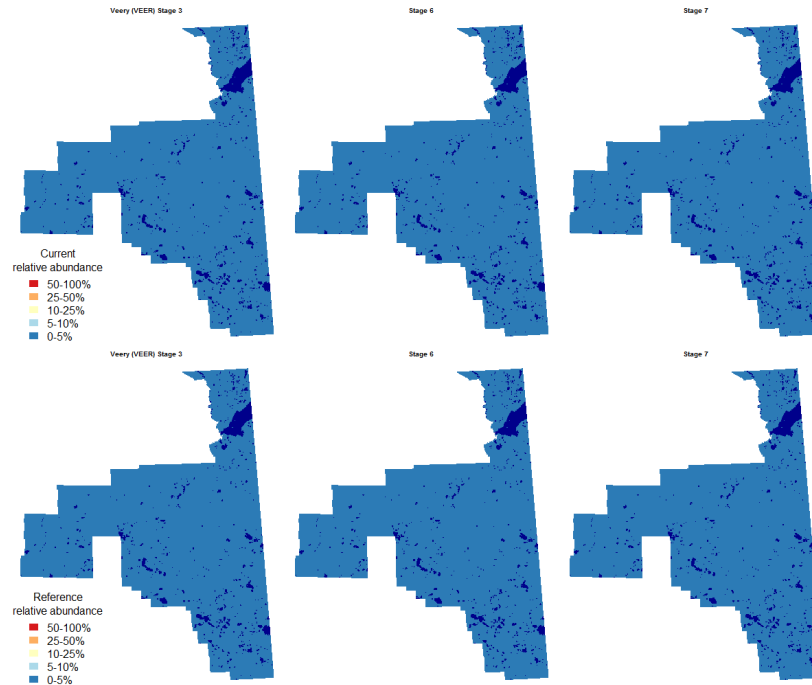 Veery (VEER) Stage 3
Stage 6
Stage 7
Current
relative abundance
50-100%
25-50%
10-25%
5-10%
0-5%
Veery (VEER) Stage 3
Stage 6
Stage 7
Reference
relative abundance
50-100%
25-50%
10-25%
5-10%
0-5%